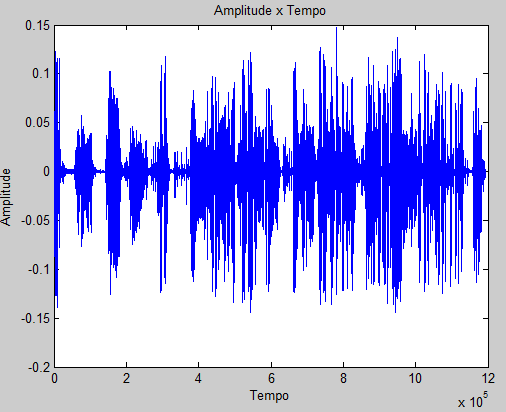 Amplitude x Tempo
0.15
0.1
0.05
0
-0.05
-0.1
-0.15
-0.2
Amplitude
0 2 4 6 8 10 12
Tempo
x 10^5